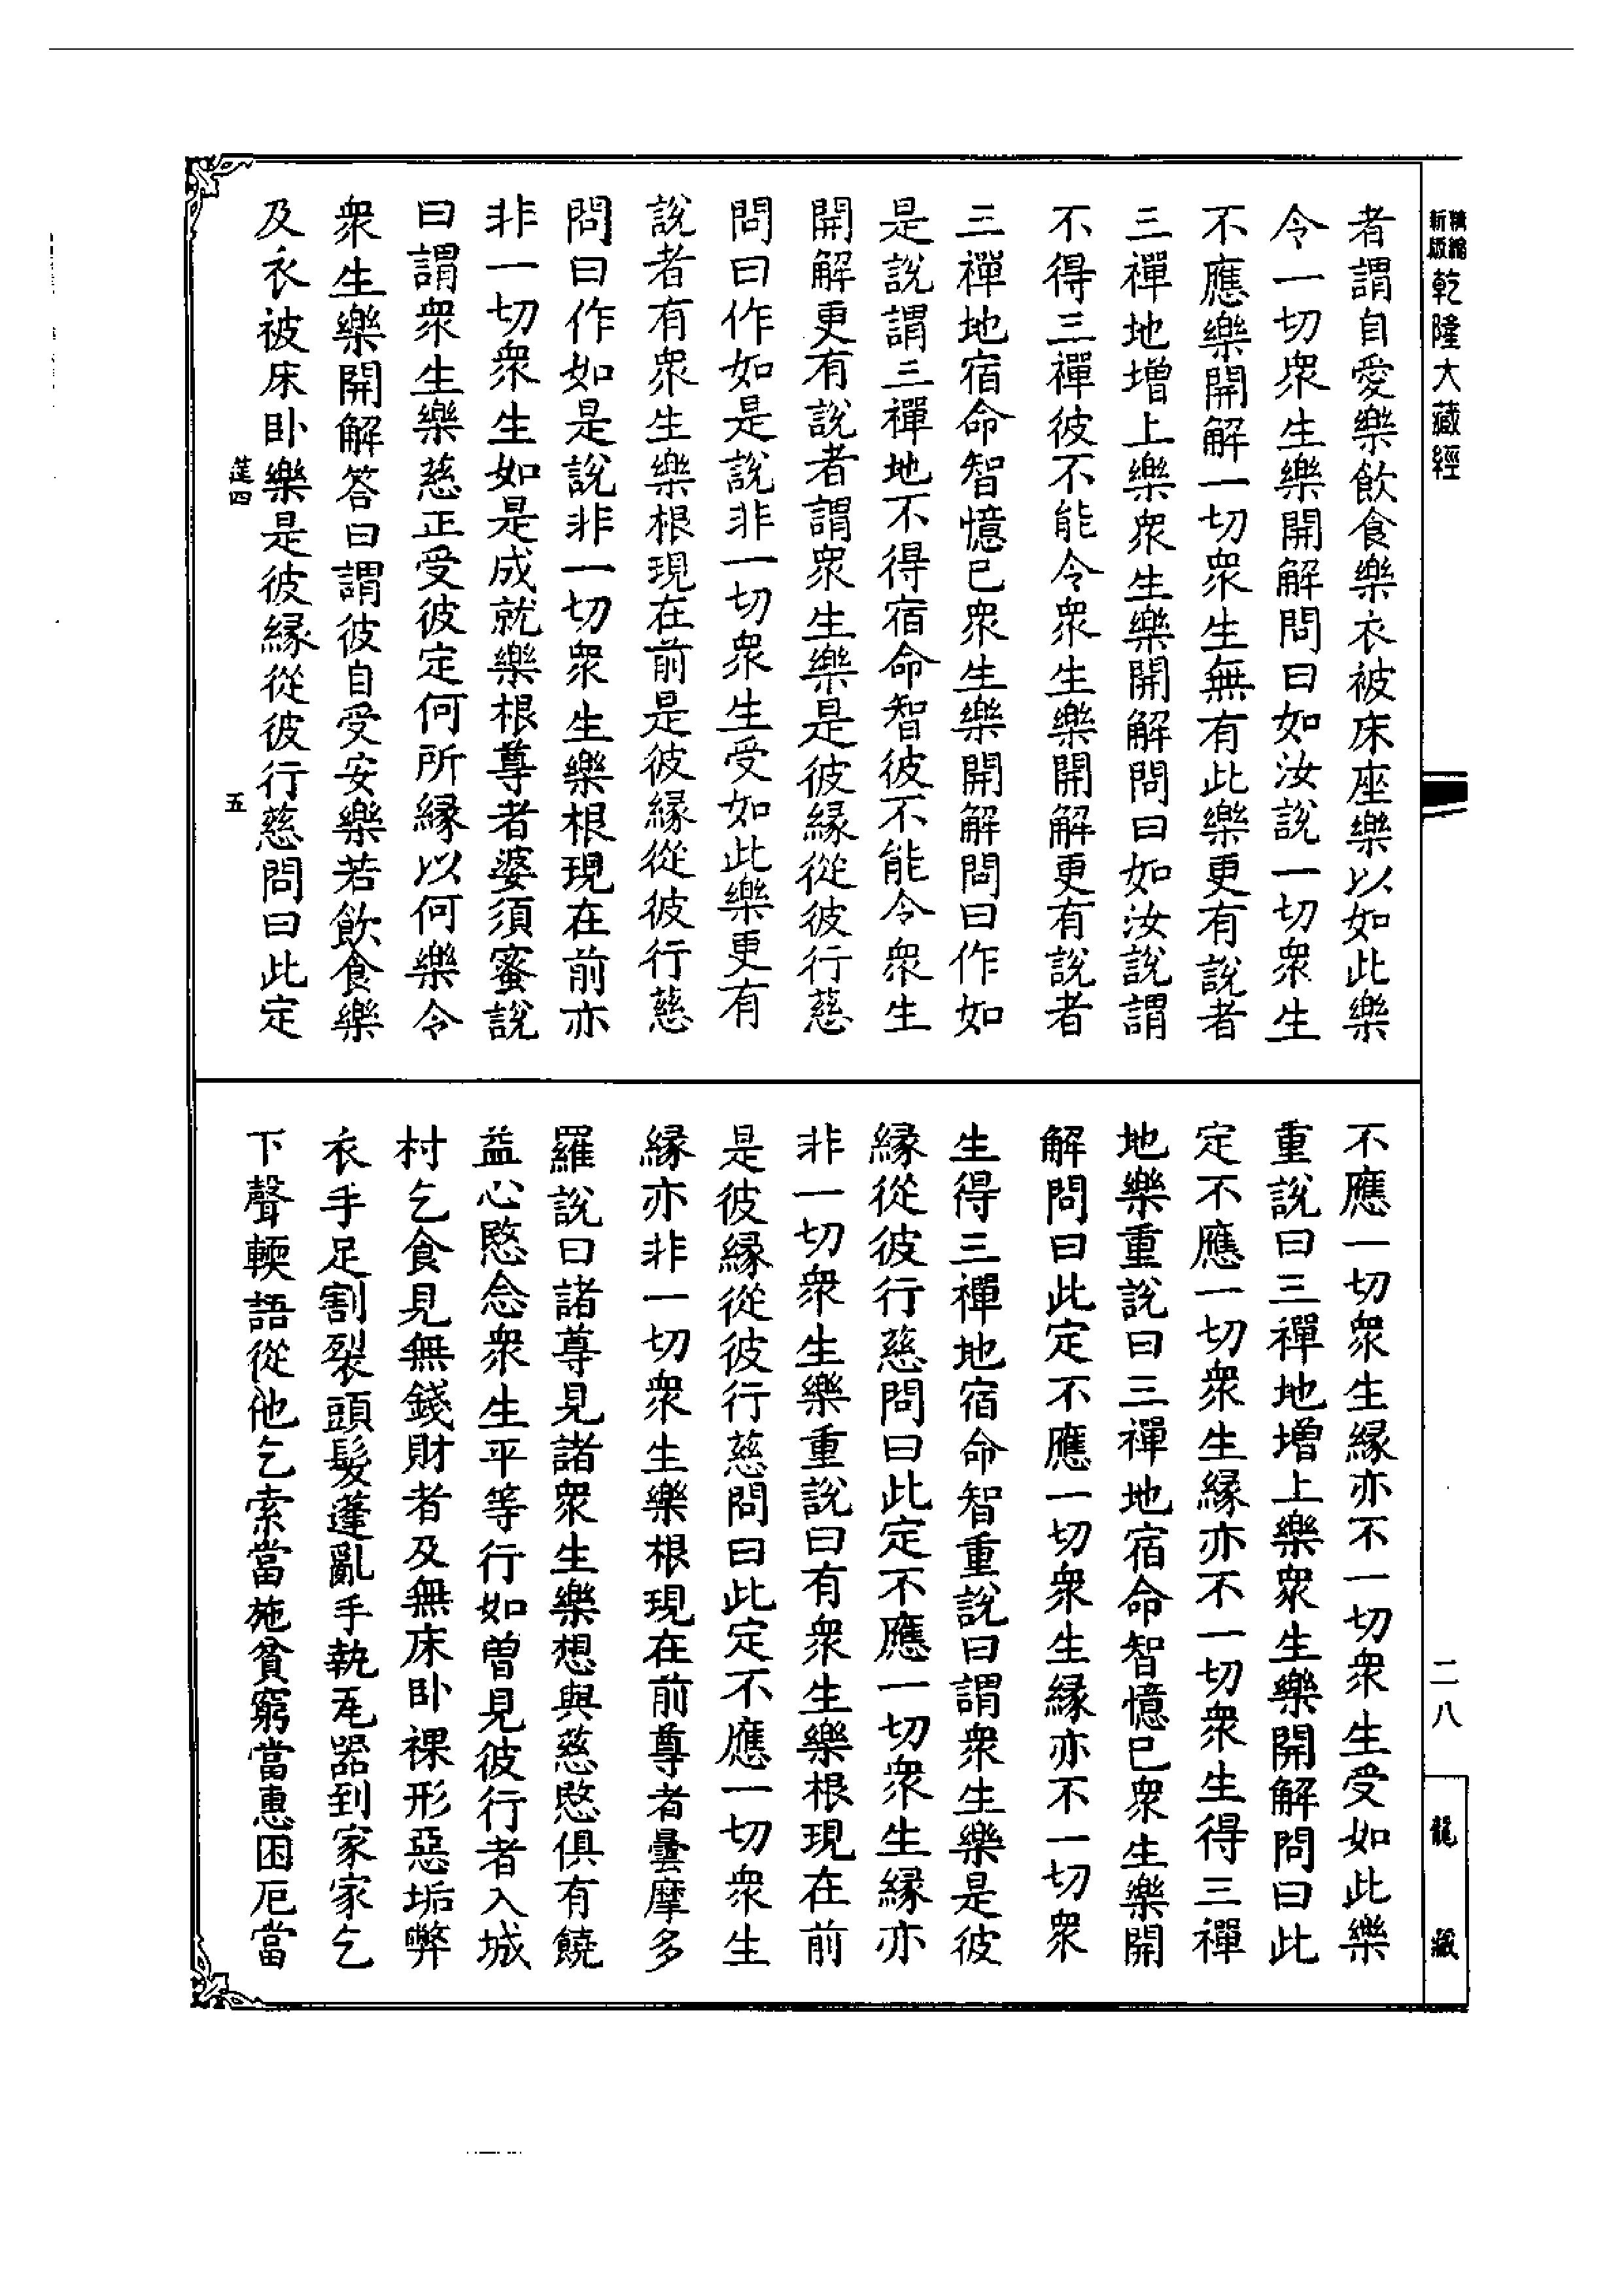 精縮新版乾隆大藏經
者謂自愛樂飲食樂衣被床座樂以如此樂
令一切衆生樂開解問曰如汝說一切衆生
不應樂開解一切衆生無有此樂更有說者
三禪地增上樂衆生樂開解問曰如汝說謂
不得三禪彼不能令衆生樂開解更有說者
三禪地宿命智憶已衆生樂開解問曰作如
是說謂三禪地不得宿命智彼不能令衆生
開解更有說者謂衆生樂是彼緣從彼行慈
問曰作如是說非一切衆生受如此樂更有
說者有衆生樂根現在前是彼緣從彼行慈
問曰作如是說非一切衆生樂根現在前亦
非一切衆生如是成就樂根尊者婆須蜜說
曰謂衆生樂慈正受彼定何所緣以何樂令
衆生樂開解答曰謂彼自受安樂若飲食樂
及衣被床卧樂是彼緣從彼行慈問曰此定
筵四
五
不應一切衆生緣亦不一切衆生受如此樂
重說曰三禪地增上樂衆生樂開解問曰此
定不應一切衆生緣亦不一切衆生得三禪
地樂重說曰三禪地宿命智憶已衆生樂開
解問曰此定不應一切衆生緣亦不一切衆
生得三禪地宿命智重說曰謂衆生樂是彼
緣從彼行慈問曰此定不應一切衆生緣亦
非一切衆生樂重說曰有衆生樂根現在前
是彼緣從彼行慈問曰此定不應一切衆生
緣亦非一切衆生樂根現在前尊者曇摩多
羅說曰諸尊見諸衆生樂想與慈愍俱有饒
益心愍念衆生平等行如曾見彼行者入城
村乞食見無錢財者及無床卧裸形惡垢弊
衣手足割裂頭髮蓬亂手執瓦器到家家乞
下聲輭語從他乞索當施貧窮當惠困厄當
二八
龍藏